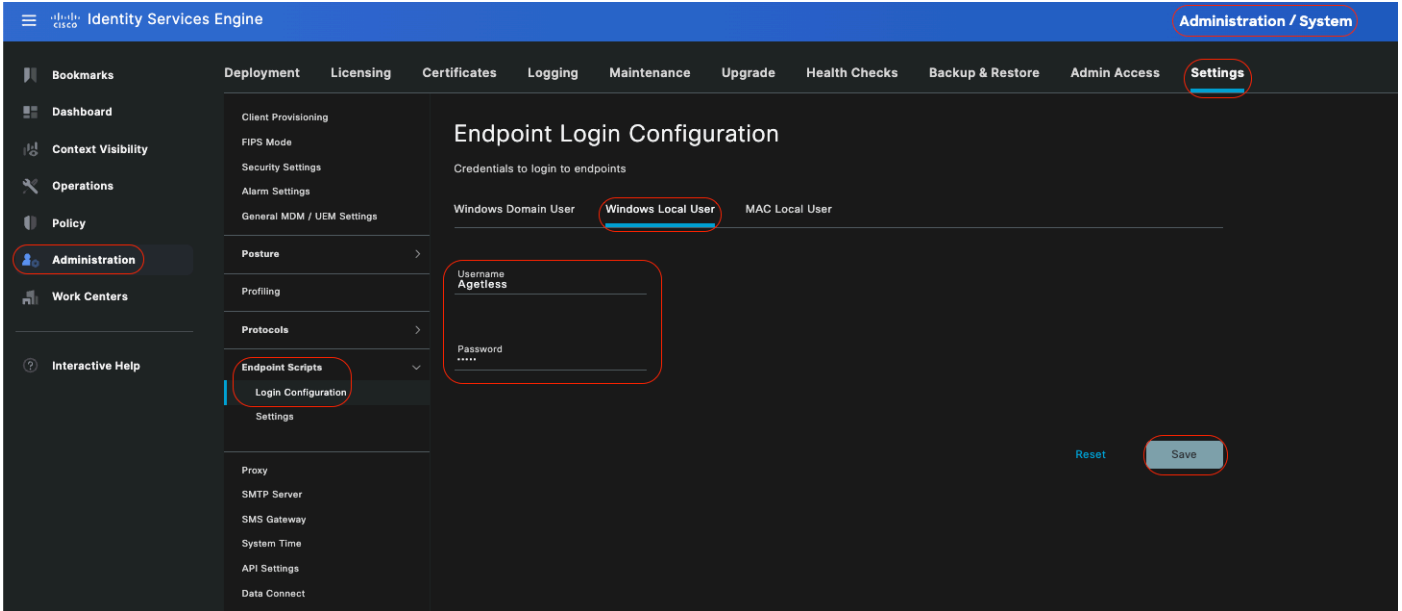 cisco Identity Services Engine
Administration / System
Bookmarks
Dashboard
Context Visibility
Operations
Policy
Administration
Work Centers
Interactive Help
Deployment Licensing Certificates Logging Maintenance Upgrade Health Checks Backup & Restore Admin Access Settings
Client Provisioning
FIPS Mode
Security Settings
Alarm Settings
General MDM / UEM Settings
Posture
Profiling
Protocols
Endpoint Scripts
Login Configuration
Settings
Proxy
SMTP Server
SMS Gateway
System Time
API Settings
Data Connect
Endpoint Login Configuration
Credentials to login to endpoints
Windows Domain User Windows Local User MAC Local User
Username
Agetless
Password
•••••
Reset Save